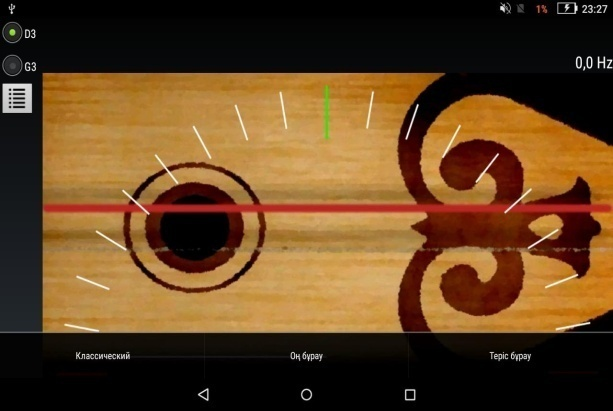 1% 23:27
D3
G3
0,0 Hz
Классический Оң бұрау Теріс бұрау